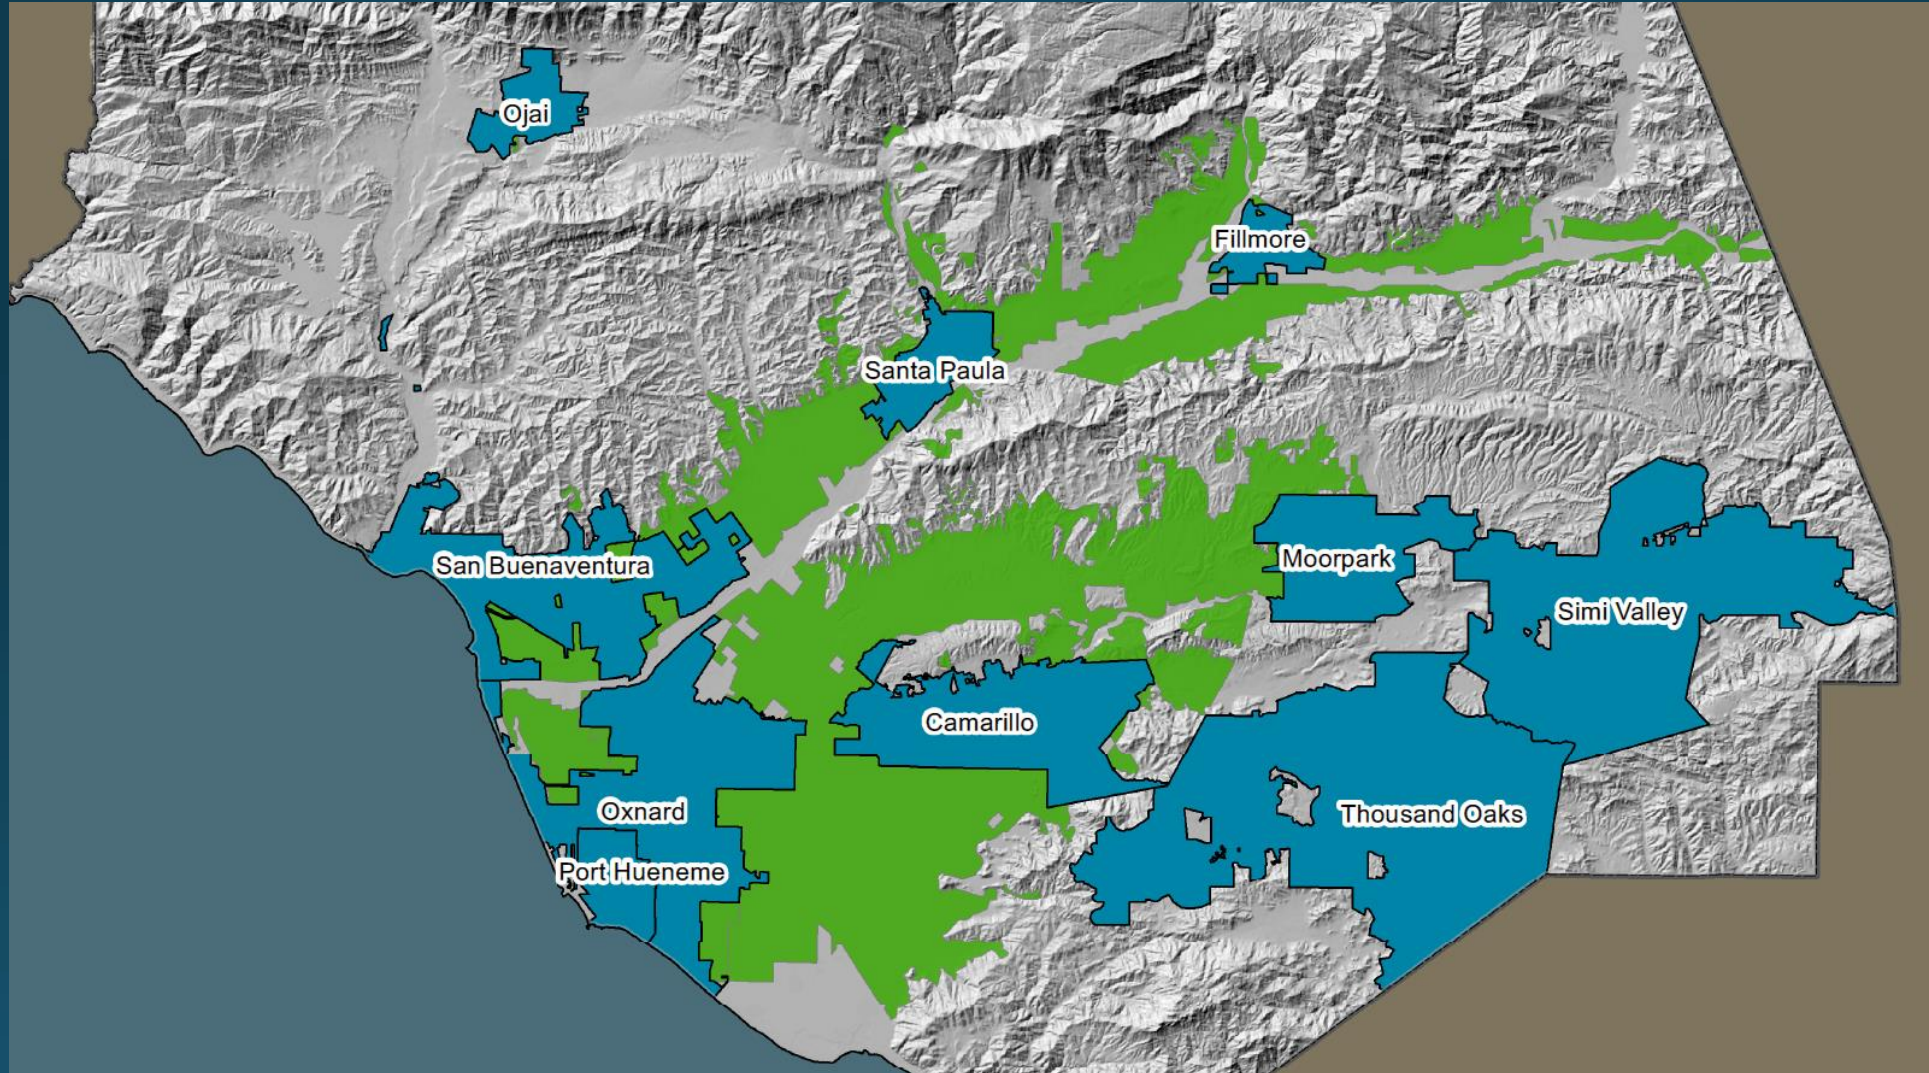 Ojai
Fillmore
Santa Paula
San Buenaventura
Moorpark
Simi Valley
Camarillo
Oxnard
Thousand Oaks
Port Hueneme